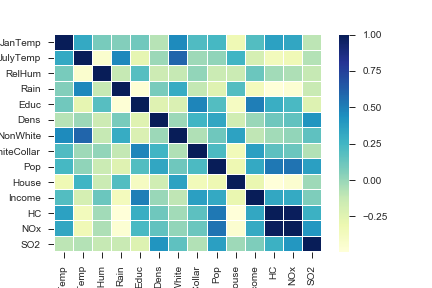 JanTemp
JulyTemp
RelHum
Rain
Educ
Dens
NonWhite
iteCollar
Pop
House
Income
HC
NOx
SO2
Temp
Temp
Hum
Rain
Educ
Dens
White
ollar
Pop
ouse
ome
HC
NOx
SO2
1.00
0.75
0.50
0.25
0.00
−0.25